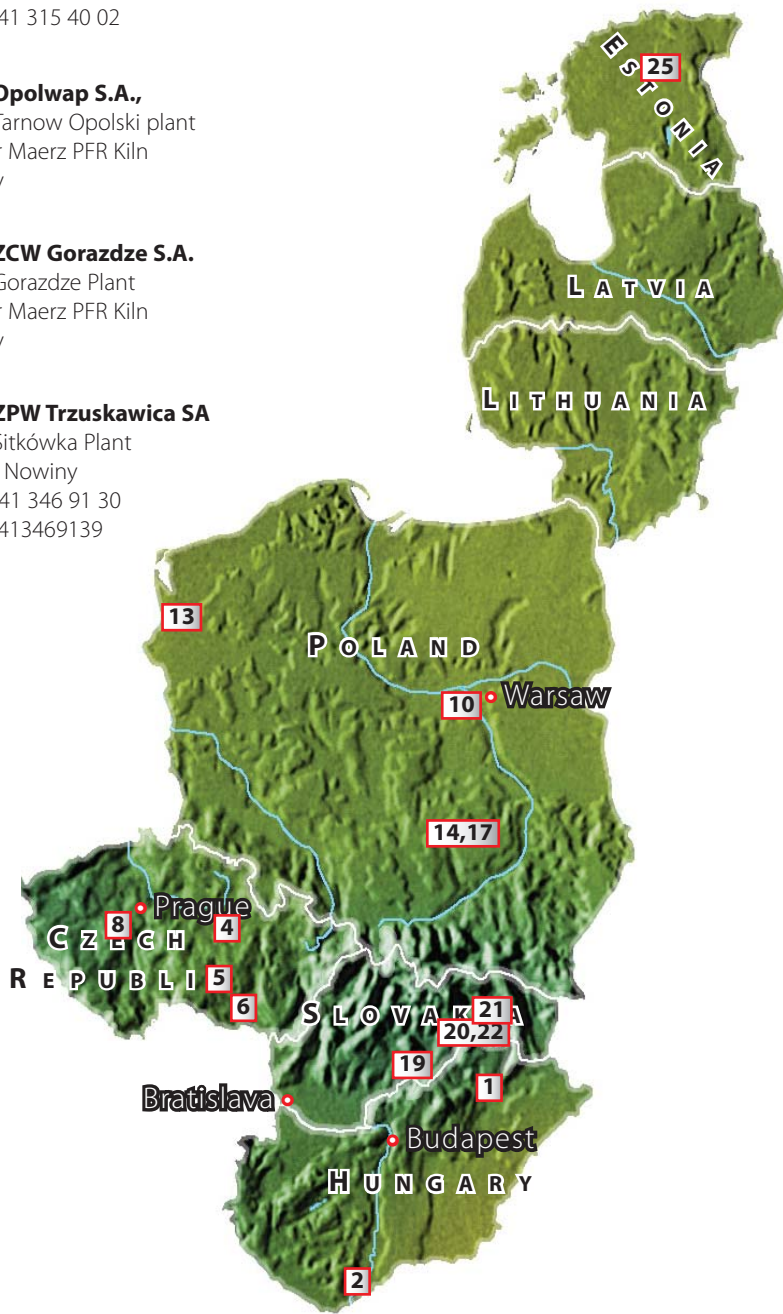 41 315 40 02
Opolwap S.A.,
Tarnow Opolski plant
r Maerz PFR Kiln
y
ZCW Gorazdze S.A.
Gorazdze Plant
r Maerz PFR Kiln
y
ZPW Trzuskawica SA
Sitkówka Plant
Nowiny
41 346 91 30
413469139
ESTONIA
25
LATVIA
LITHUANIA
13
POLAND
10
Warsaw
14,17
Prague
8
4
CZECH
REPUBLI
5
6
SLOVAKIA
21
20,22
19
1
Bratislava
Budapest
HUNGARY
2